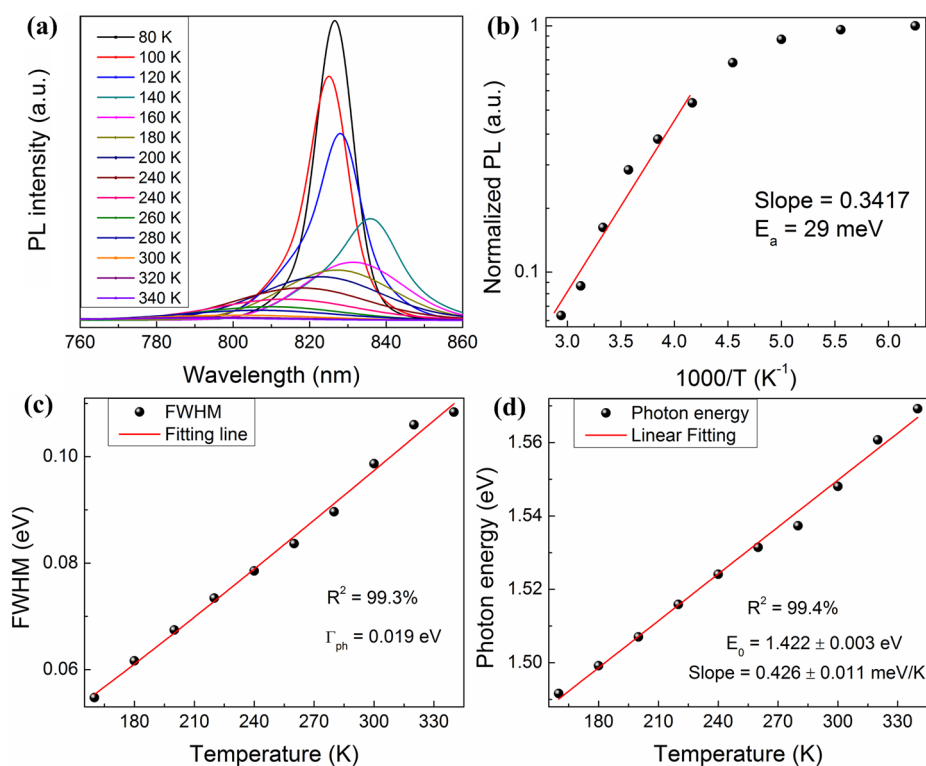 (a)
PL intensity (a.u.)
80 K
100 K
120 K
140 K
160 K
180 K
200 K
240 K
240 K
260 K
280 K
300 K
320 K
340 K
760 780 800 820 840 860
Wavelength (nm)
(b)
Normalized PL (a.u.)
1
0.1
Slope = 0.3417
Eₐ = 29 meV
3.0 3.5 4.0 4.5 5.0 5.5 6.0
1000/T (K⁻¹)
(c)
FWHM
Fitting line
FWHM (eV)
0.10
0.08
0.06
R² = 99.3%
Γₚₕ = 0.019 eV
180 210 240 270 300 330
Temperature (K)
(d)
Photon energy
Linear Fitting
Photon energy (eV)
1.56
1.54
1.52
1.50
R² = 99.4%
E₀ = 1.422 ± 0.003 eV
Slope = 0.426 ± 0.011 meV/K
180 210 240 270 300 330
Temperature (K)